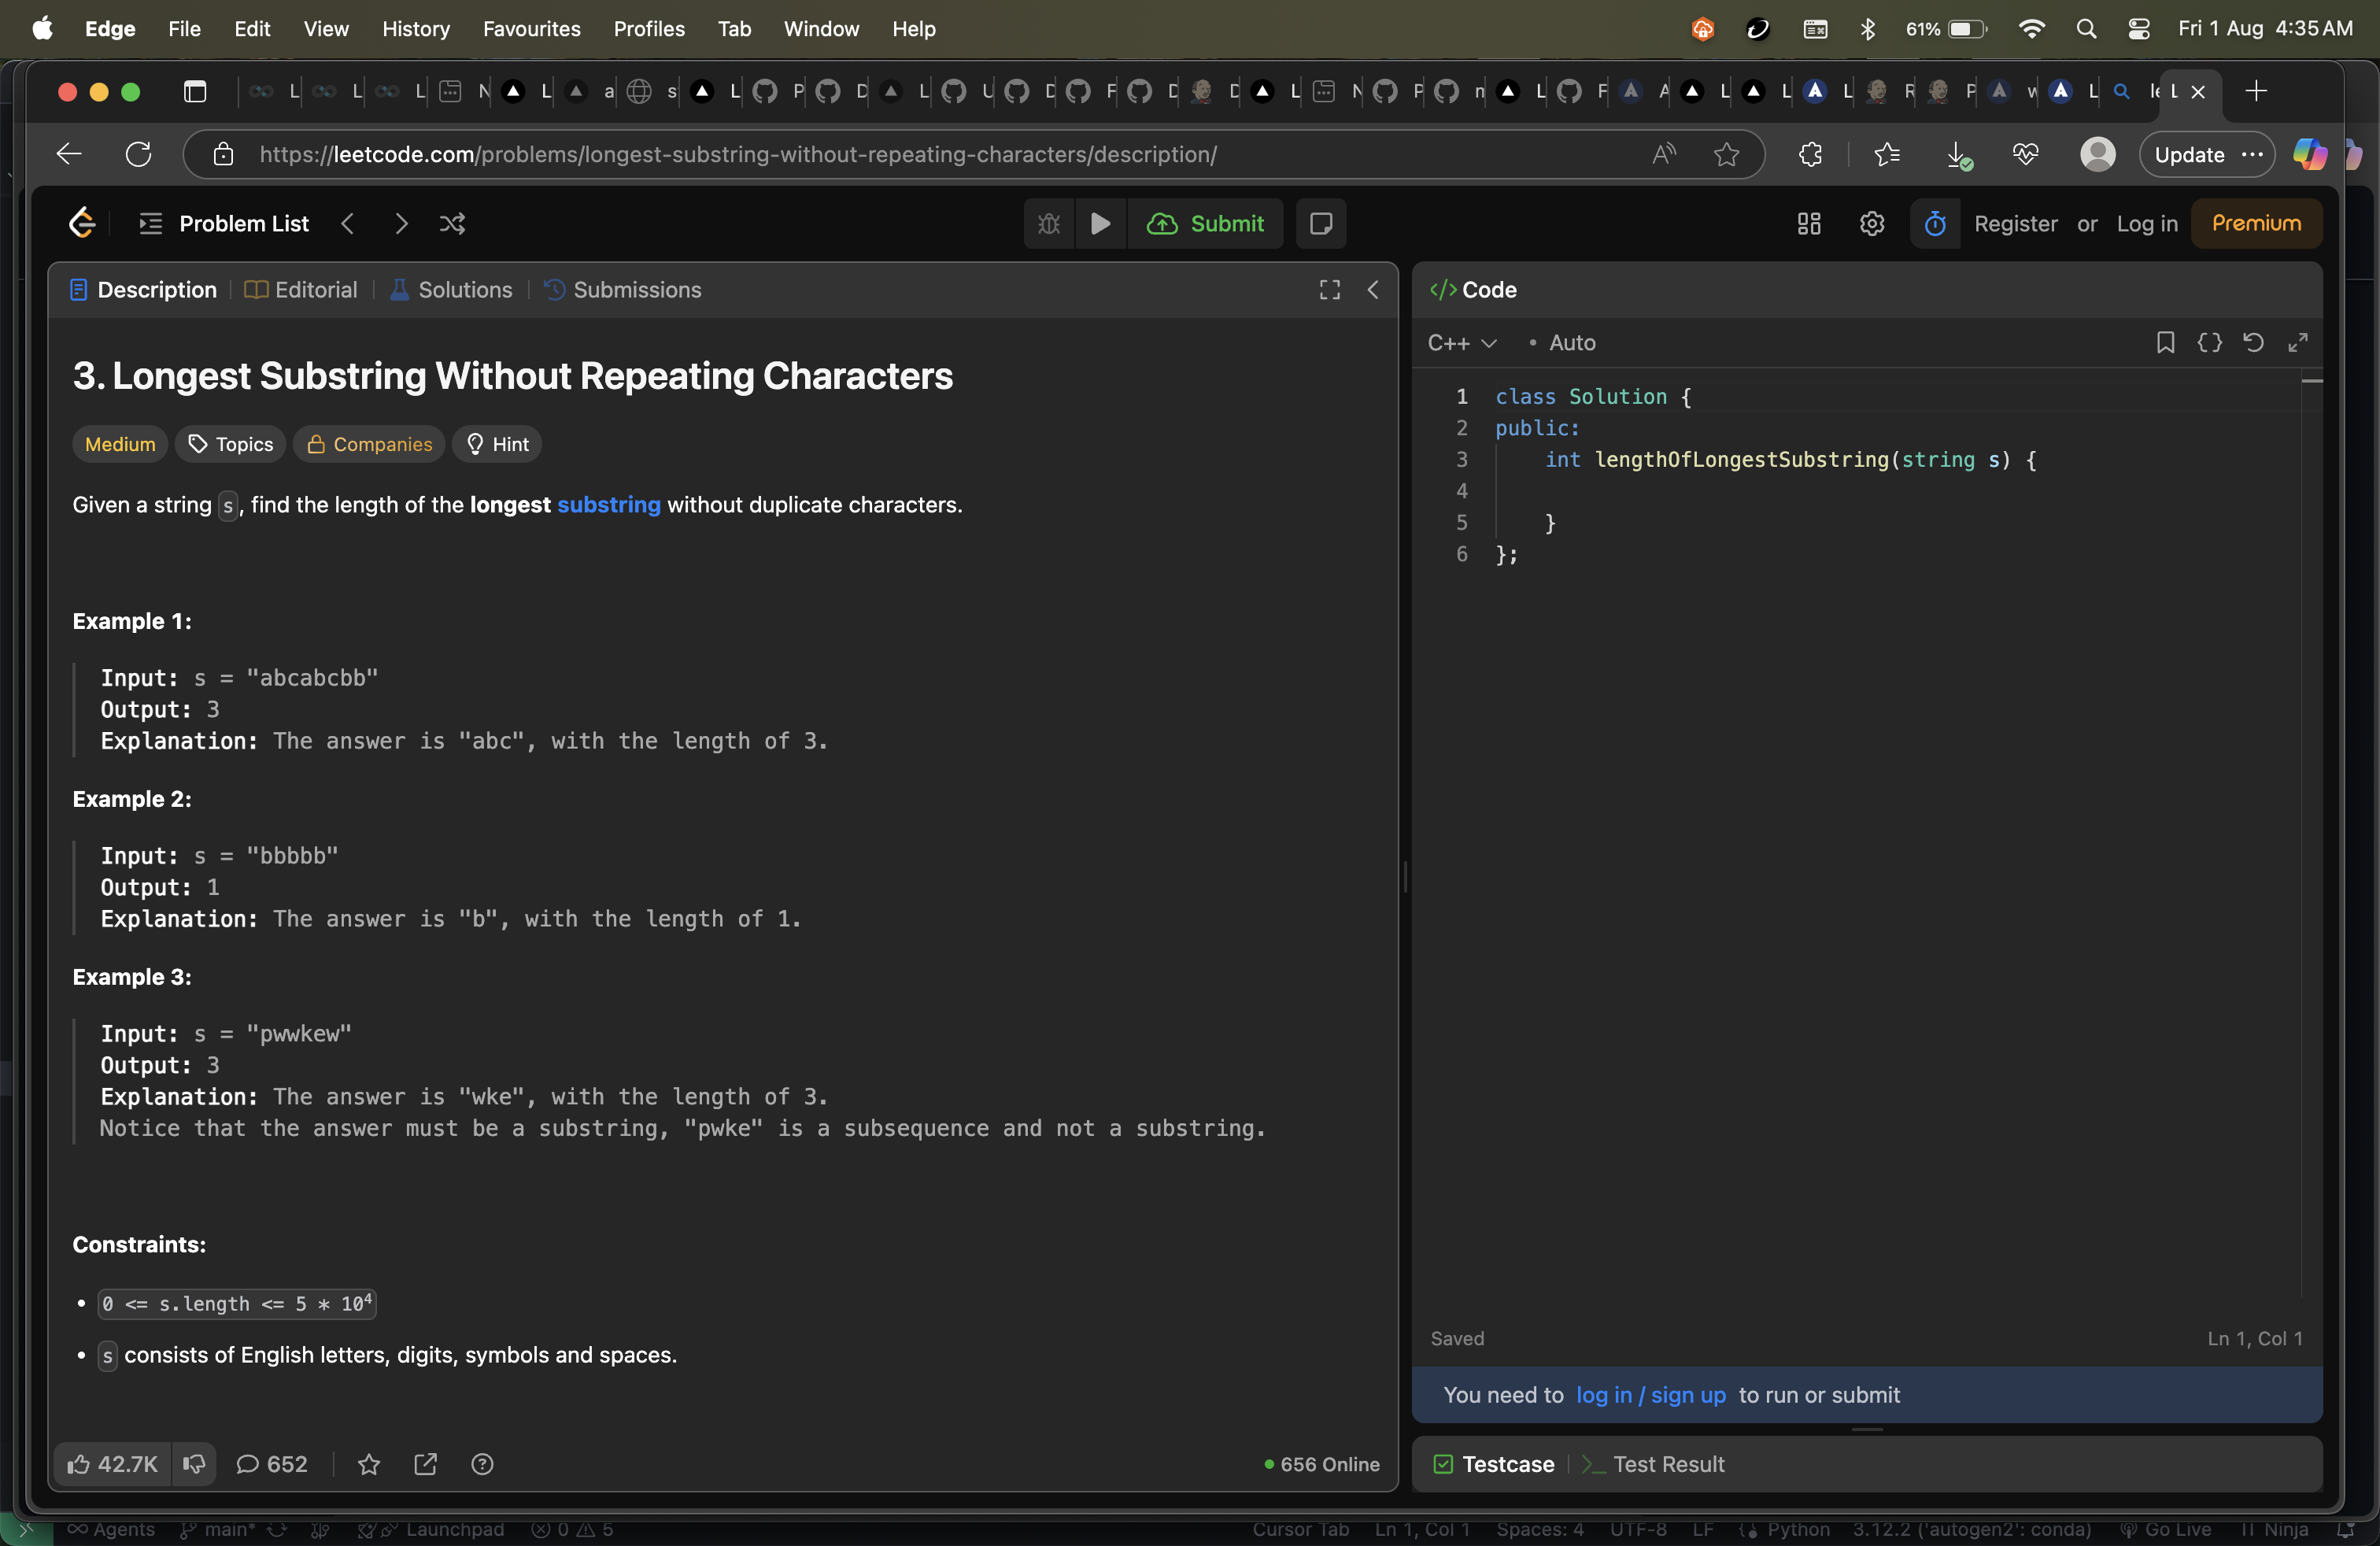 Edge File Edit View History Favourites Profiles Tab Window Help 61% Fri 1 Aug 4:35 AM
L L L N L a s L P D L U D F D D L N P n L F A L L L R P w L le L
https://leetcode.com/problems/longest-substring-without-repeating-characters/description/ Update
Problem List Submit Register or Log in Premium
Description Editorial Solutions Submissions
3. Longest Substring Without Repeating Characters
Medium Topics Companies Hint
Given a string s, find the length of the longest substring without duplicate characters.
Example 1:
Input: s = "abcabcbb"
Output: 3
Explanation: The answer is "abc", with the length of 3.
Example 2:
Input: s = "bbbbb"
Output: 1
Explanation: The answer is "b", with the length of 1.
Example 3:
Input: s = "pwwkew"
Output: 3
Explanation: The answer is "wke", with the length of 3.
Notice that the answer must be a substring, "pwke" is a subsequence and not a substring.
Constraints:
• 0 <= s.length <= 5 * 10⁴
• s consists of English letters, digits, symbols and spaces.
42.7K 652 656 Online
</> Code
C++ • Auto
1 class Solution {
2 public:
3     int lengthOfLongestSubstring(string s) {
4
5     }
6 };
Saved Ln 1, Col 1
You need to log in / sign up to run or submit
Testcase Test Result
Agents main* Launchpad 0 5 Cursor Tab Ln 1, Col 1 Spaces: 4 UTF-8 LF Python 3.12.2 ('autogen2': conda) Go Live Ninja